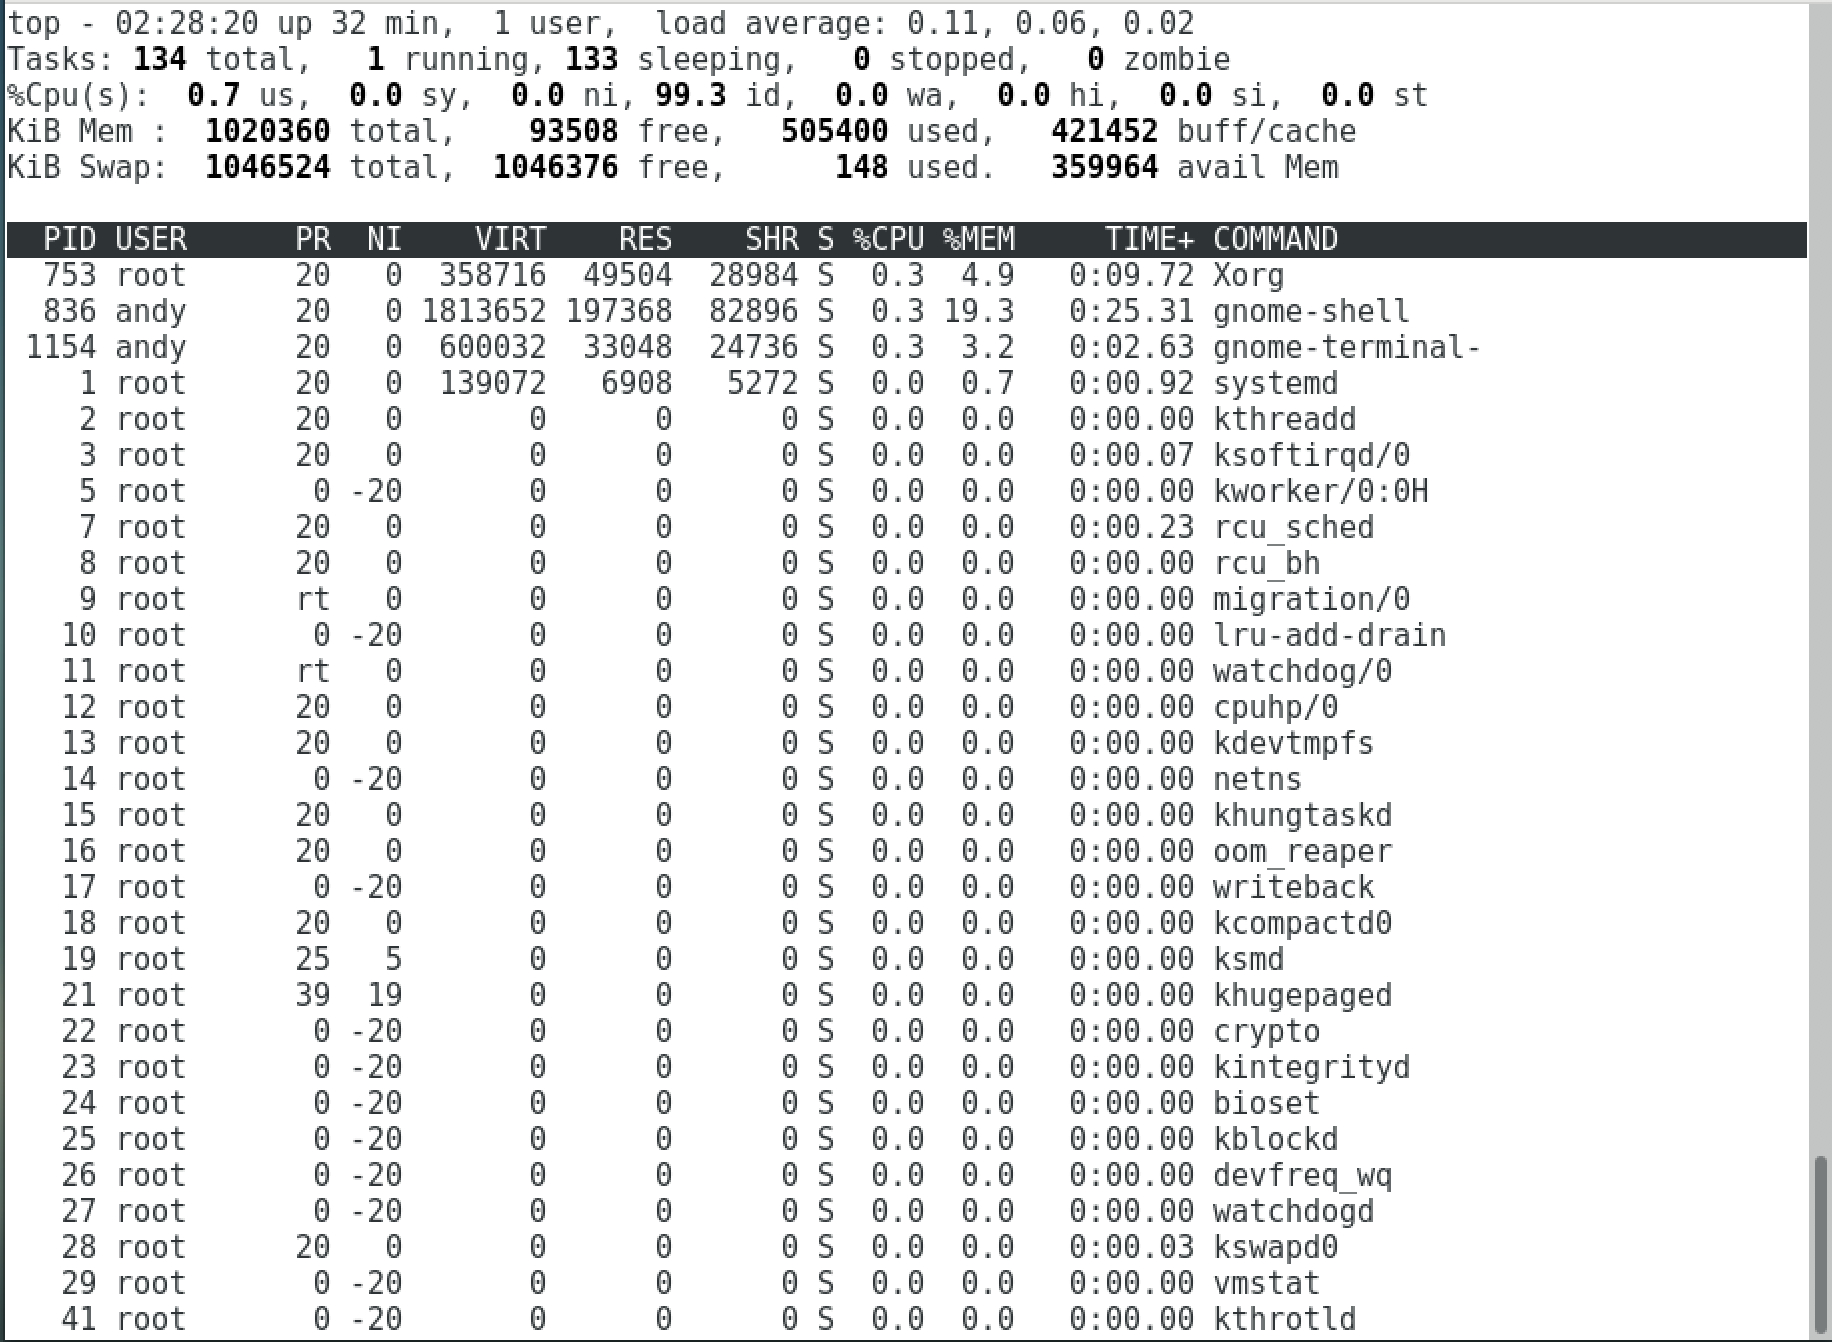 top - 02:28:20 up 32 min,  1 user,  load average: 0.11, 0.06, 0.02
Tasks: 134 total,   1 running, 133 sleeping,   0 stopped,   0 zombie
%Cpu(s):  0.7 us,  0.0 sy,  0.0 ni, 99.3 id,  0.0 wa,  0.0 hi,  0.0 si,  0.0 st
KiB Mem :  1020360 total,    93508 free,   505400 used,   421452 buff/cache
KiB Swap:  1046524 total,  1046376 free,      148 used.   359964 avail Mem
  PID USER      PR  NI    VIRT    RES    SHR S %CPU %MEM     TIME+ COMMAND
  753 root      20   0  358716  49504  28984 S  0.3  4.9   0:09.72 Xorg
  836 andy      20   0 1813652 197368  82896 S  0.3 19.3   0:25.31 gnome-shell
 1154 andy      20   0  600032  33048  24736 S  0.3  3.2   0:02.63 gnome-terminal-
    1 root      20   0  139072   6908   5272 S  0.0  0.7   0:00.92 systemd
    2 root      20   0       0      0      0 S  0.0  0.0   0:00.00 kthreadd
    3 root      20   0       0      0      0 S  0.0  0.0   0:00.07 ksoftirqd/0
    5 root       0 -20       0      0      0 S  0.0  0.0   0:00.00 kworker/0:0H
    7 root      20   0       0      0      0 S  0.0  0.0   0:00.23 rcu_sched
    8 root      20   0       0      0      0 S  0.0  0.0   0:00.00 rcu_bh
    9 root      rt   0       0      0      0 S  0.0  0.0   0:00.00 migration/0
   10 root       0 -20       0      0      0 S  0.0  0.0   0:00.00 lru-add-drain
   11 root      rt   0       0      0      0 S  0.0  0.0   0:00.00 watchdog/0
   12 root      20   0       0      0      0 S  0.0  0.0   0:00.00 cpuhp/0
   13 root      20   0       0      0      0 S  0.0  0.0   0:00.00 kdevtmpfs
   14 root       0 -20       0      0      0 S  0.0  0.0   0:00.00 netns
   15 root      20   0       0      0      0 S  0.0  0.0   0:00.00 khungtaskd
   16 root      20   0       0      0      0 S  0.0  0.0   0:00.00 oom_reaper
   17 root       0 -20       0      0      0 S  0.0  0.0   0:00.00 writeback
   18 root      20   0       0      0      0 S  0.0  0.0   0:00.00 kcompactd0
   19 root      25   5       0      0      0 S  0.0  0.0   0:00.00 ksmd
   21 root      39  19       0      0      0 S  0.0  0.0   0:00.00 khugepaged
   22 root       0 -20       0      0      0 S  0.0  0.0   0:00.00 crypto
   23 root       0 -20       0      0      0 S  0.0  0.0   0:00.00 kintegrityd
   24 root       0 -20       0      0      0 S  0.0  0.0   0:00.00 bioset
   25 root       0 -20       0      0      0 S  0.0  0.0   0:00.00 kblockd
   26 root       0 -20       0      0      0 S  0.0  0.0   0:00.00 devfreq_wq
   27 root       0 -20       0      0      0 S  0.0  0.0   0:00.00 watchdogd
   28 root      20   0       0      0      0 S  0.0  0.0   0:00.03 kswapd0
   29 root       0 -20       0      0      0 S  0.0  0.0   0:00.00 vmstat
   41 root       0 -20       0      0      0 S  0.0  0.0   0:00.00 kthrotld